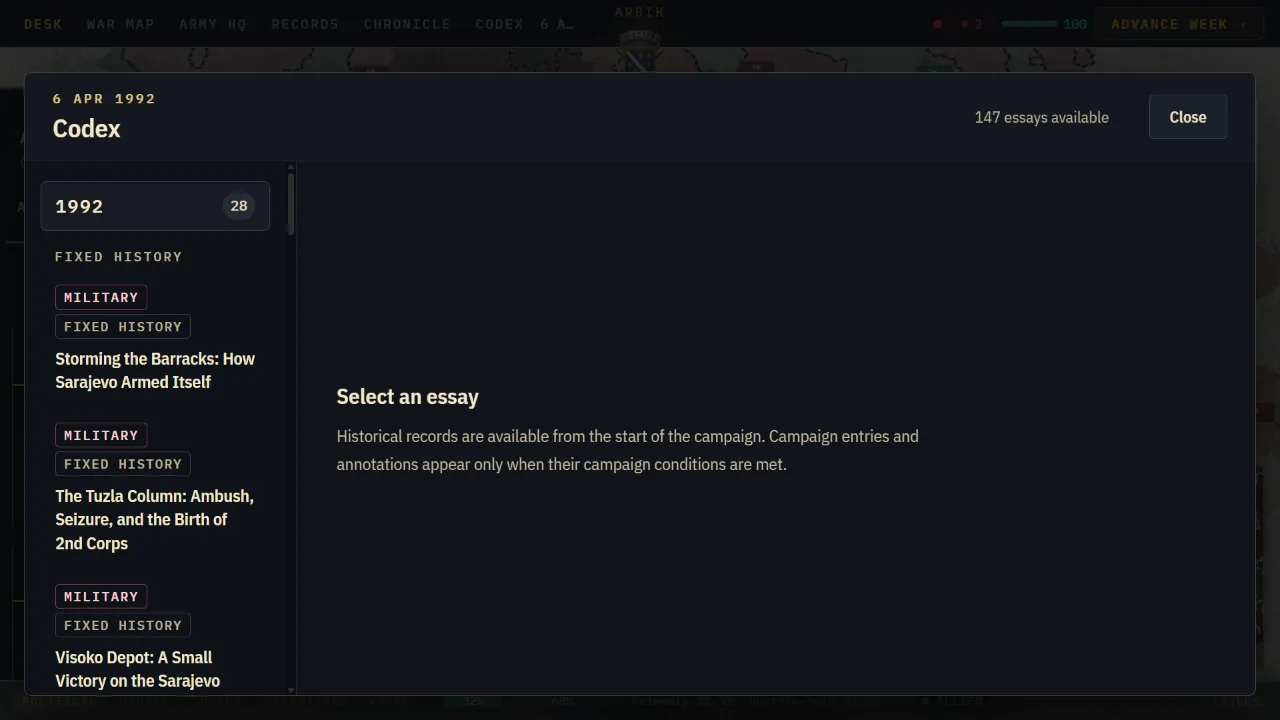 DESK WAR MAP ARMY HQ RECORDS CHRONICLE CODEX 6 A…
ARBIH
2
100
ADVANCE WEEK →
6 APR 1992
Codex
147 essays available
Close
1992
28
FIXED HISTORY
MILITARY
FIXED HISTORY
Storming the Barracks: How
Sarajevo Armed Itself
MILITARY
FIXED HISTORY
The Tuzla Column: Ambush,
Seizure, and the Birth of
2nd Corps
MILITARY
FIXED HISTORY
Visoko Depot: A Small
Victory on the Sarajevo
Select an essay
Historical records are available from the start of the campaign. Campaign entries and
annotations appear only when their campaign conditions are met.